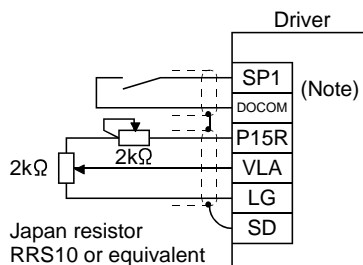 Driver
SP1
(Note)
DOCOM
P15R
2kΩ
2kΩ
VLA
LG
SD
Japan resistor
RRS10 or equivalent